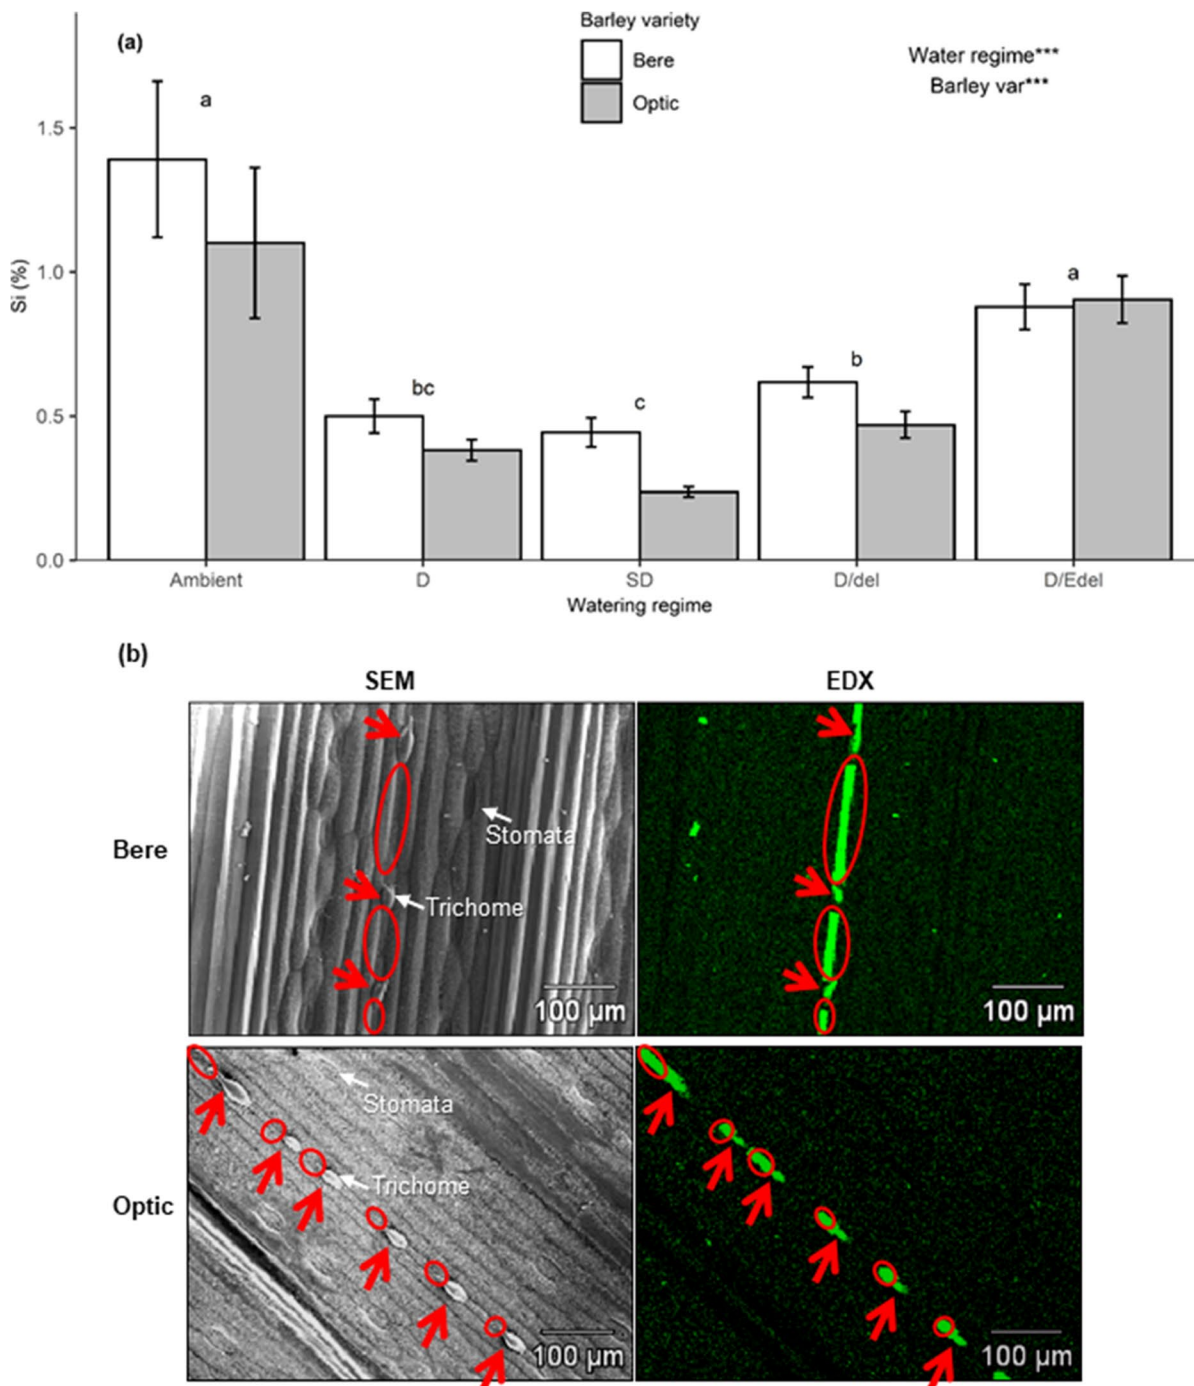 (a)
Barley variety
Bere
Optic
Water regime***
Barley var***
Si (%)
1.5
1.0
0.5
0.0
a
bc
c
b
a
Ambient D SD D/del D/Edel
Watering regime
(b)
SEM EDX
Bere
Stomata
Trichome
100 µm
100 µm
Optic
Stomata
Trichome
100 µm
100 µm